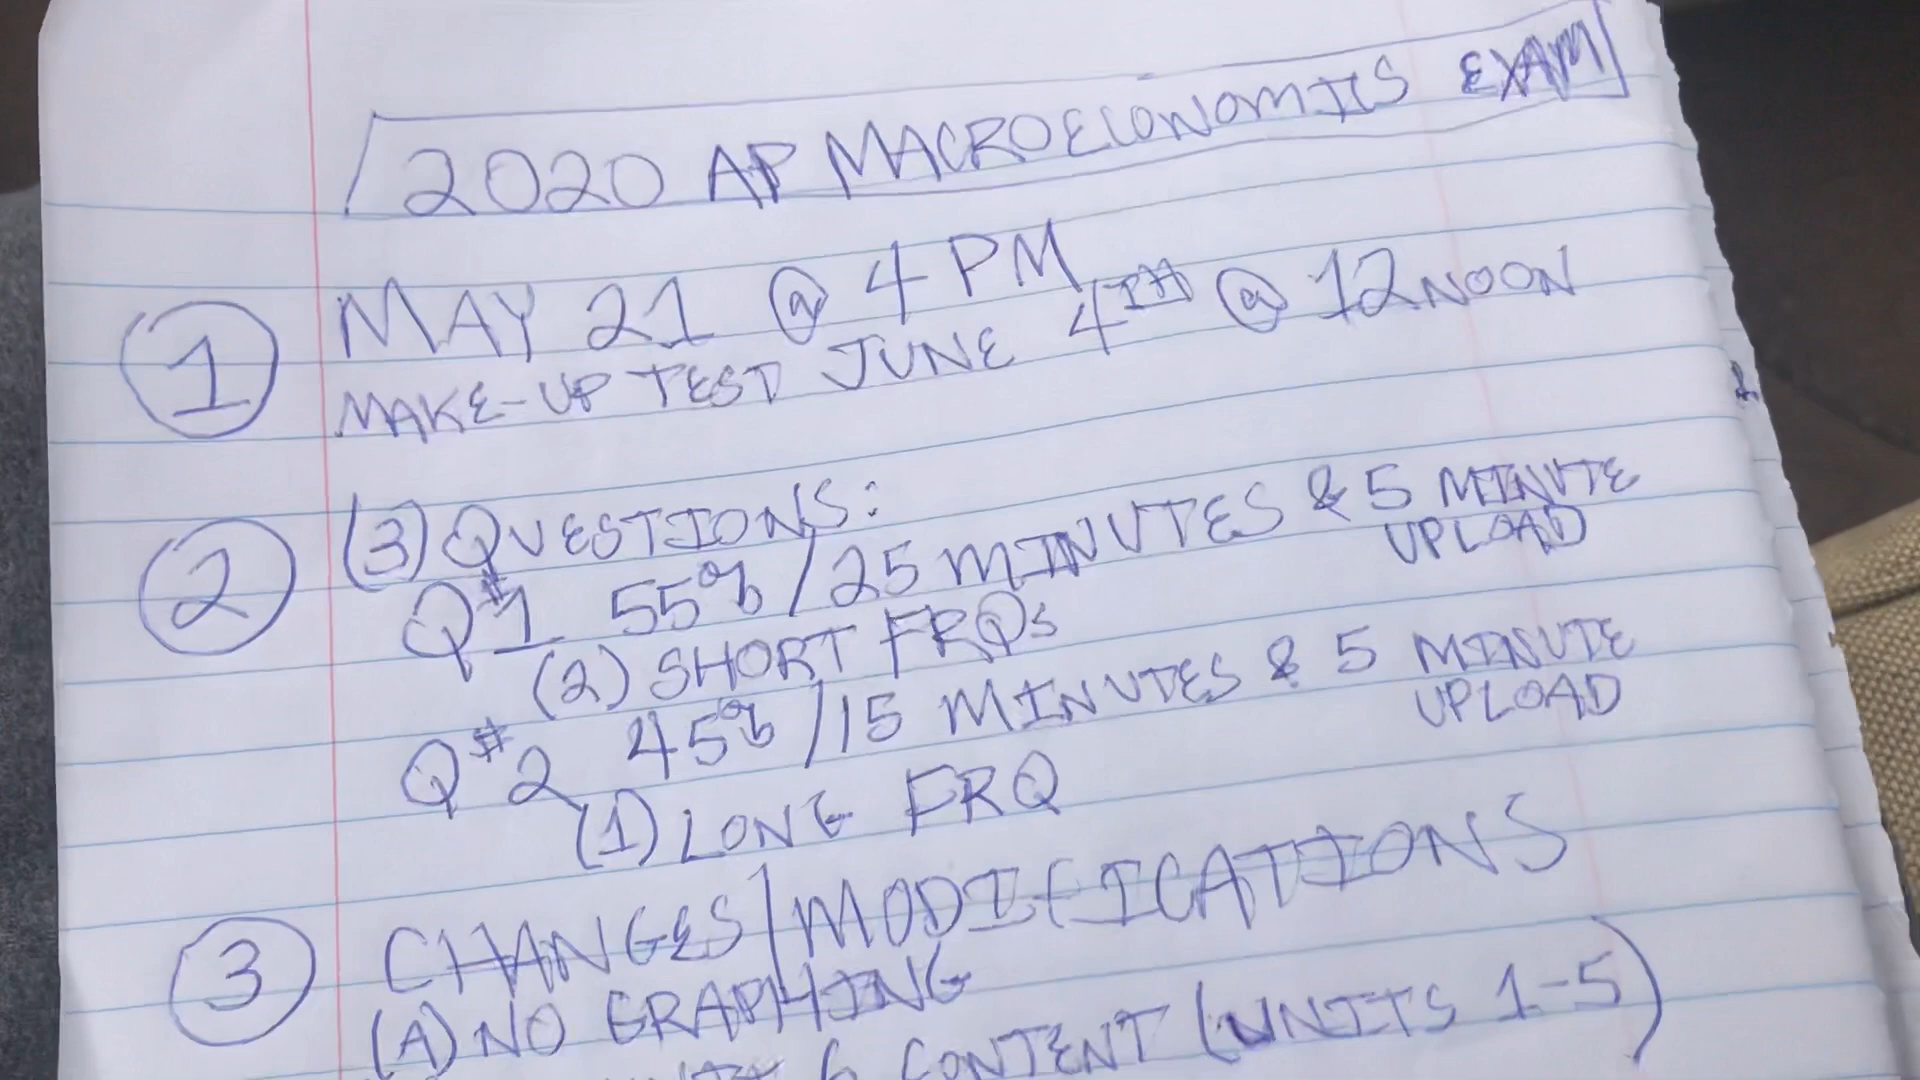 2020 AP MACROECONOMICS EXAM
1 MAY 21 @ 4 PM
MAKE-UP TEST JUNE 4TH @ 12 NOON
2 (3) QUESTIONS:
Q#1 55% / 25 MINUTES & 5 MINUTE
UPLOAD
(2) SHORT FRQs
Q#2 45% / 15 MINUTES & 5 MINUTE
UPLOAD
(1) LONG FRQ
3 CHANGES/MODIFICATIONS
(A) NO GRAPHING
6 CONTENT (UNITS 1-5)